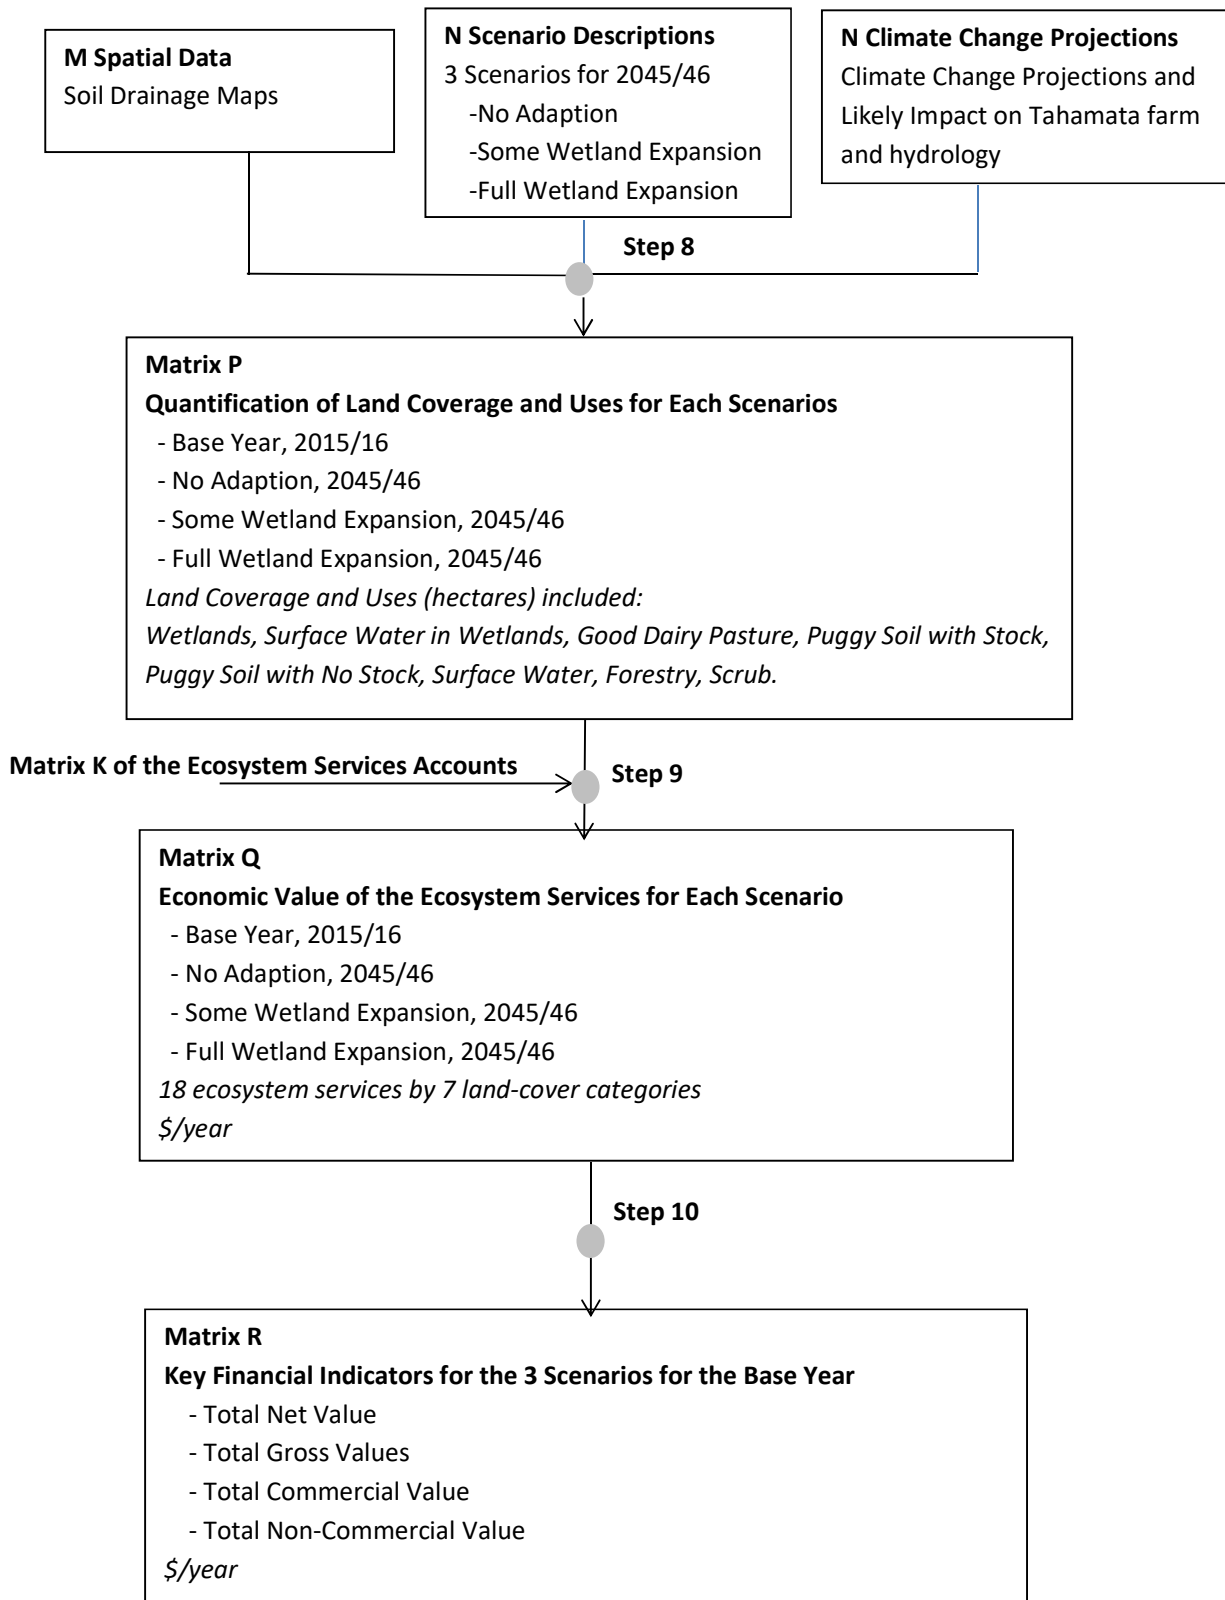 M Spatial Data
Soil Drainage Maps
N Scenario Descriptions
3 Scenarios for 2045/46
-No Adaption
-Some Wetland Expansion
-Full Wetland Expansion
N Climate Change Projections
Climate Change Projections and
Likely Impact on Tahamata farm
and hydrology
Step 8
Matrix P
Quantification of Land Coverage and Uses for Each Scenarios
- Base Year, 2015/16
- No Adaption, 2045/46
- Some Wetland Expansion, 2045/46
- Full Wetland Expansion, 2045/46
Land Coverage and Uses (hectares) included:
Wetlands, Surface Water in Wetlands, Good Dairy Pasture, Puggy Soil with Stock,
Puggy Soil with No Stock, Surface Water, Forestry, Scrub.
Matrix K of the Ecosystem Services Accounts
Step 9
Matrix Q
Economic Value of the Ecosystem Services for Each Scenario
- Base Year, 2015/16
- No Adaption, 2045/46
- Some Wetland Expansion, 2045/46
- Full Wetland Expansion, 2045/46
18 ecosystem services by 7 land-cover categories
$/year
Step 10
Matrix R
Key Financial Indicators for the 3 Scenarios for the Base Year
- Total Net Value
- Total Gross Values
- Total Commercial Value
- Total Non-Commercial Value
$/year